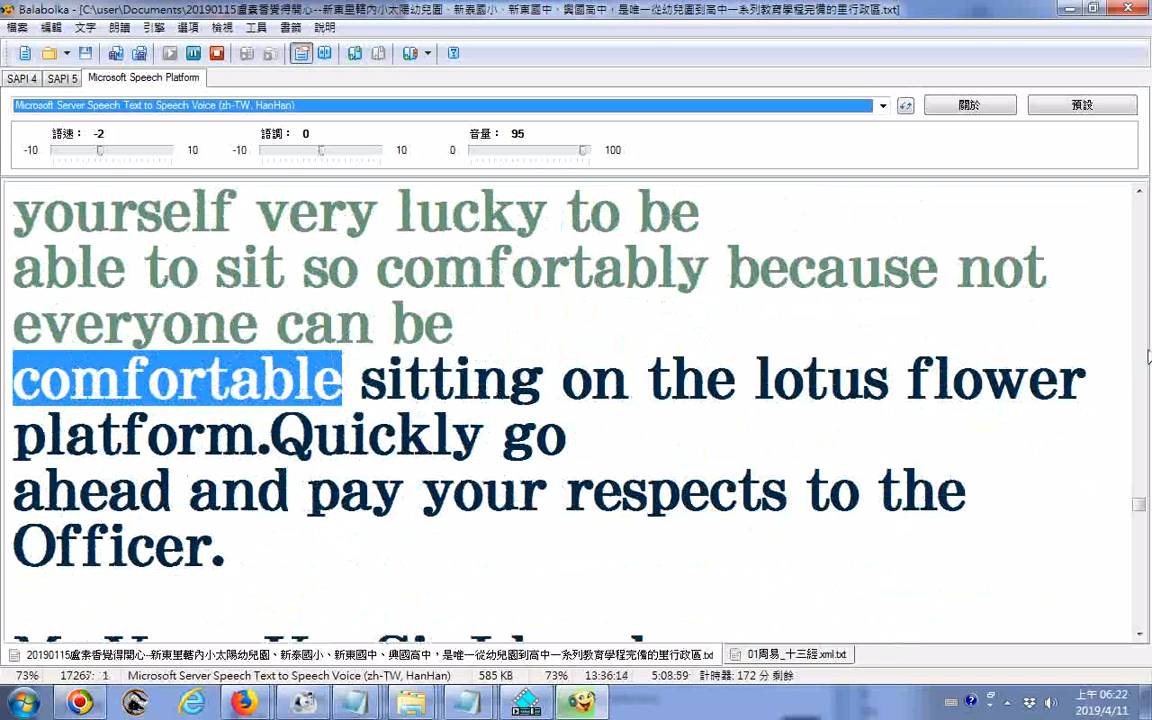 Balabolka - [C:\user\Documents\20190115盧素香覺得開心--新東里轄內小太陽幼兒園、新泰國小、新東國中、興國高中，是唯一從幼兒園到高中一系列教育學程完備的里行政區.txt]
檔案 編輯 文字 朗讀 引擎 選項 檢視 工具 書籤 說明
SAPI 4 SAPI 5 Microsoft Speech Platform
Microsoft Server Speech Text to Speech Voice (zh-TW, HanHan) 關於 預設
語速： -2 語調： 0 音量： 95
-10 10 -10 10 0 100
yourself very lucky to be
able to sit so comfortably because not
everyone can be
comfortable sitting on the lotus flower
platform.Quickly go
ahead and pay your respects to the
Officer.
20190115盧素香覺得開心--新東里轄內小太陽幼兒園、新泰國小、新東國中、興國高中，是唯一從幼兒園到高中一系列教育學程完備的里行政區.txt 01周易_十三經.xml.txt
73% 17267: 1 Microsoft Server Speech Text to Speech Voice (zh-TW, HanHan) 585 KB 73% 13:36:14 5:08:59 計時器: 172 分 剩餘
上午 06:22
2019/4/11